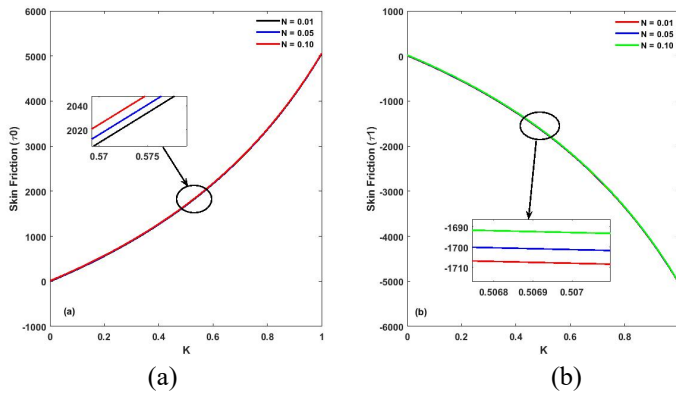 6000
5000
4000
3000
2000
1000
0
-1000
Skin Friction (τ0)
N = 0.01
N = 0.05
N = 0.10
2040
2020
0.57 0.575
(a)
0 0.2 0.4 0.6 0.8 1
K
(a)
1000
0
-1000
-2000
-3000
-4000
-5000
-6000
Skin Friction (τ1)
N = 0.01
N = 0.05
N = 0.10
-1690
-1700
-1710
0.5068 0.5069 0.507
(b)
0 0.2 0.4 0.6 0.8
K
(b)